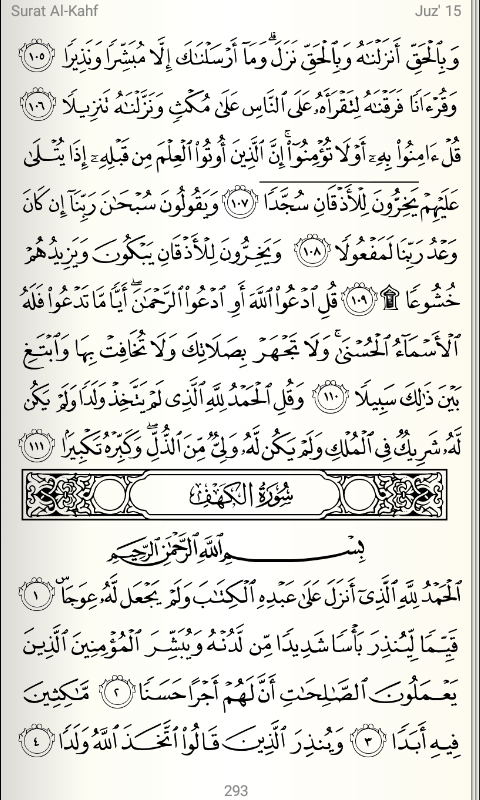 Surat Al-Kahf
Juz' 15
وَبِٱلْحَقِّ أَنزَلْنَٰهُ وَبِٱلْحَقِّ نَزَلَ ۗ وَمَآ أَرْسَلْنَٰكَ إِلَّا مُبَشِّرًا وَنَذِيرًا ١٠٥
وَقُرْءَانًا فَرَقْنَٰهُ لِتَقْرَأَهُۥ عَلَى ٱلنَّاسِ عَلَىٰ مُكْثٍ وَنَزَّلْنَٰهُ تَنزِيلًا ١٠٦
قُلْ ءَامِنُوا۟ بِهِۦٓ أَوْ لَا تُؤْمِنُوٓا۟ ۚ إِنَّ ٱلَّذِينَ أُوتُوا۟ ٱلْعِلْمَ مِن قَبْلِهِۦٓ إِذَا يُتْلَىٰ
عَلَيْهِمْ يَخِرُّونَ لِلْأَذْقَانِ سُجَّدًا ١٠٧ وَيَقُولُونَ سُبْحَٰنَ رَبِّنَآ إِن كَانَ
وَعْدُ رَبِّنَا لَمَفْعُولًا ١٠٨ وَيَخِرُّونَ لِلْأَذْقَانِ يَبْكُونَ وَيَزِيدُهُمْ
خُشُوعًا ۩ ١٠٩ قُلِ ٱدْعُوا۟ ٱللَّهَ أَوِ ٱدْعُوا۟ ٱلرَّحْمَٰنَ ۖ أَيًّا مَّا تَدْعُوا۟ فَلَهُ
ٱلْأَسْمَآءُ ٱلْحُسْنَىٰ ۚ وَلَا تَجْهَرْ بِصَلَاتِكَ وَلَا تُخَافِتْ بِهَا وَٱبْتَغِ
بَيْنَ ذَٰلِكَ سَبِيلًا ١١٠ وَقُلِ ٱلْحَمْدُ لِلَّهِ ٱلَّذِى لَمْ يَتَّخِذْ وَلَدًا وَلَمْ يَكُن
لَّهُۥ شَرِيكٌ فِى ٱلْمُلْكِ وَلَمْ يَكُن لَّهُۥ وَلِىٌّ مِّنَ ٱلذُّلِّ ۖ وَكَبِّرْهُ تَكْبِيرًۢا ١١١
سُورَةُ الكَهْفِ
بِسْمِ ٱللَّهِ ٱلرَّحْمَٰنِ ٱلرَّحِيمِ
ٱلْحَمْدُ لِلَّهِ ٱلَّذِىٓ أَنزَلَ عَلَىٰ عَبْدِهِ ٱلْكِتَٰبَ وَلَمْ يَجْعَل لَّهُۥ عِوَجَا ۜ ١
قَيِّمًا لِّيُنذِرَ بَأْسًا شَدِيدًا مِّن لَّدُنْهُ وَيُبَشِّرَ ٱلْمُؤْمِنِينَ ٱلَّذِينَ
يَعْمَلُونَ ٱلصَّٰلِحَٰتِ أَنَّ لَهُمْ أَجْرًا حَسَنًا ٢ مَّٰكِثِينَ
فِيهِ أَبَدًا ٣ وَيُنذِرَ ٱلَّذِينَ قَالُوا۟ ٱتَّخَذَ ٱللَّهُ وَلَدًا ٤
293